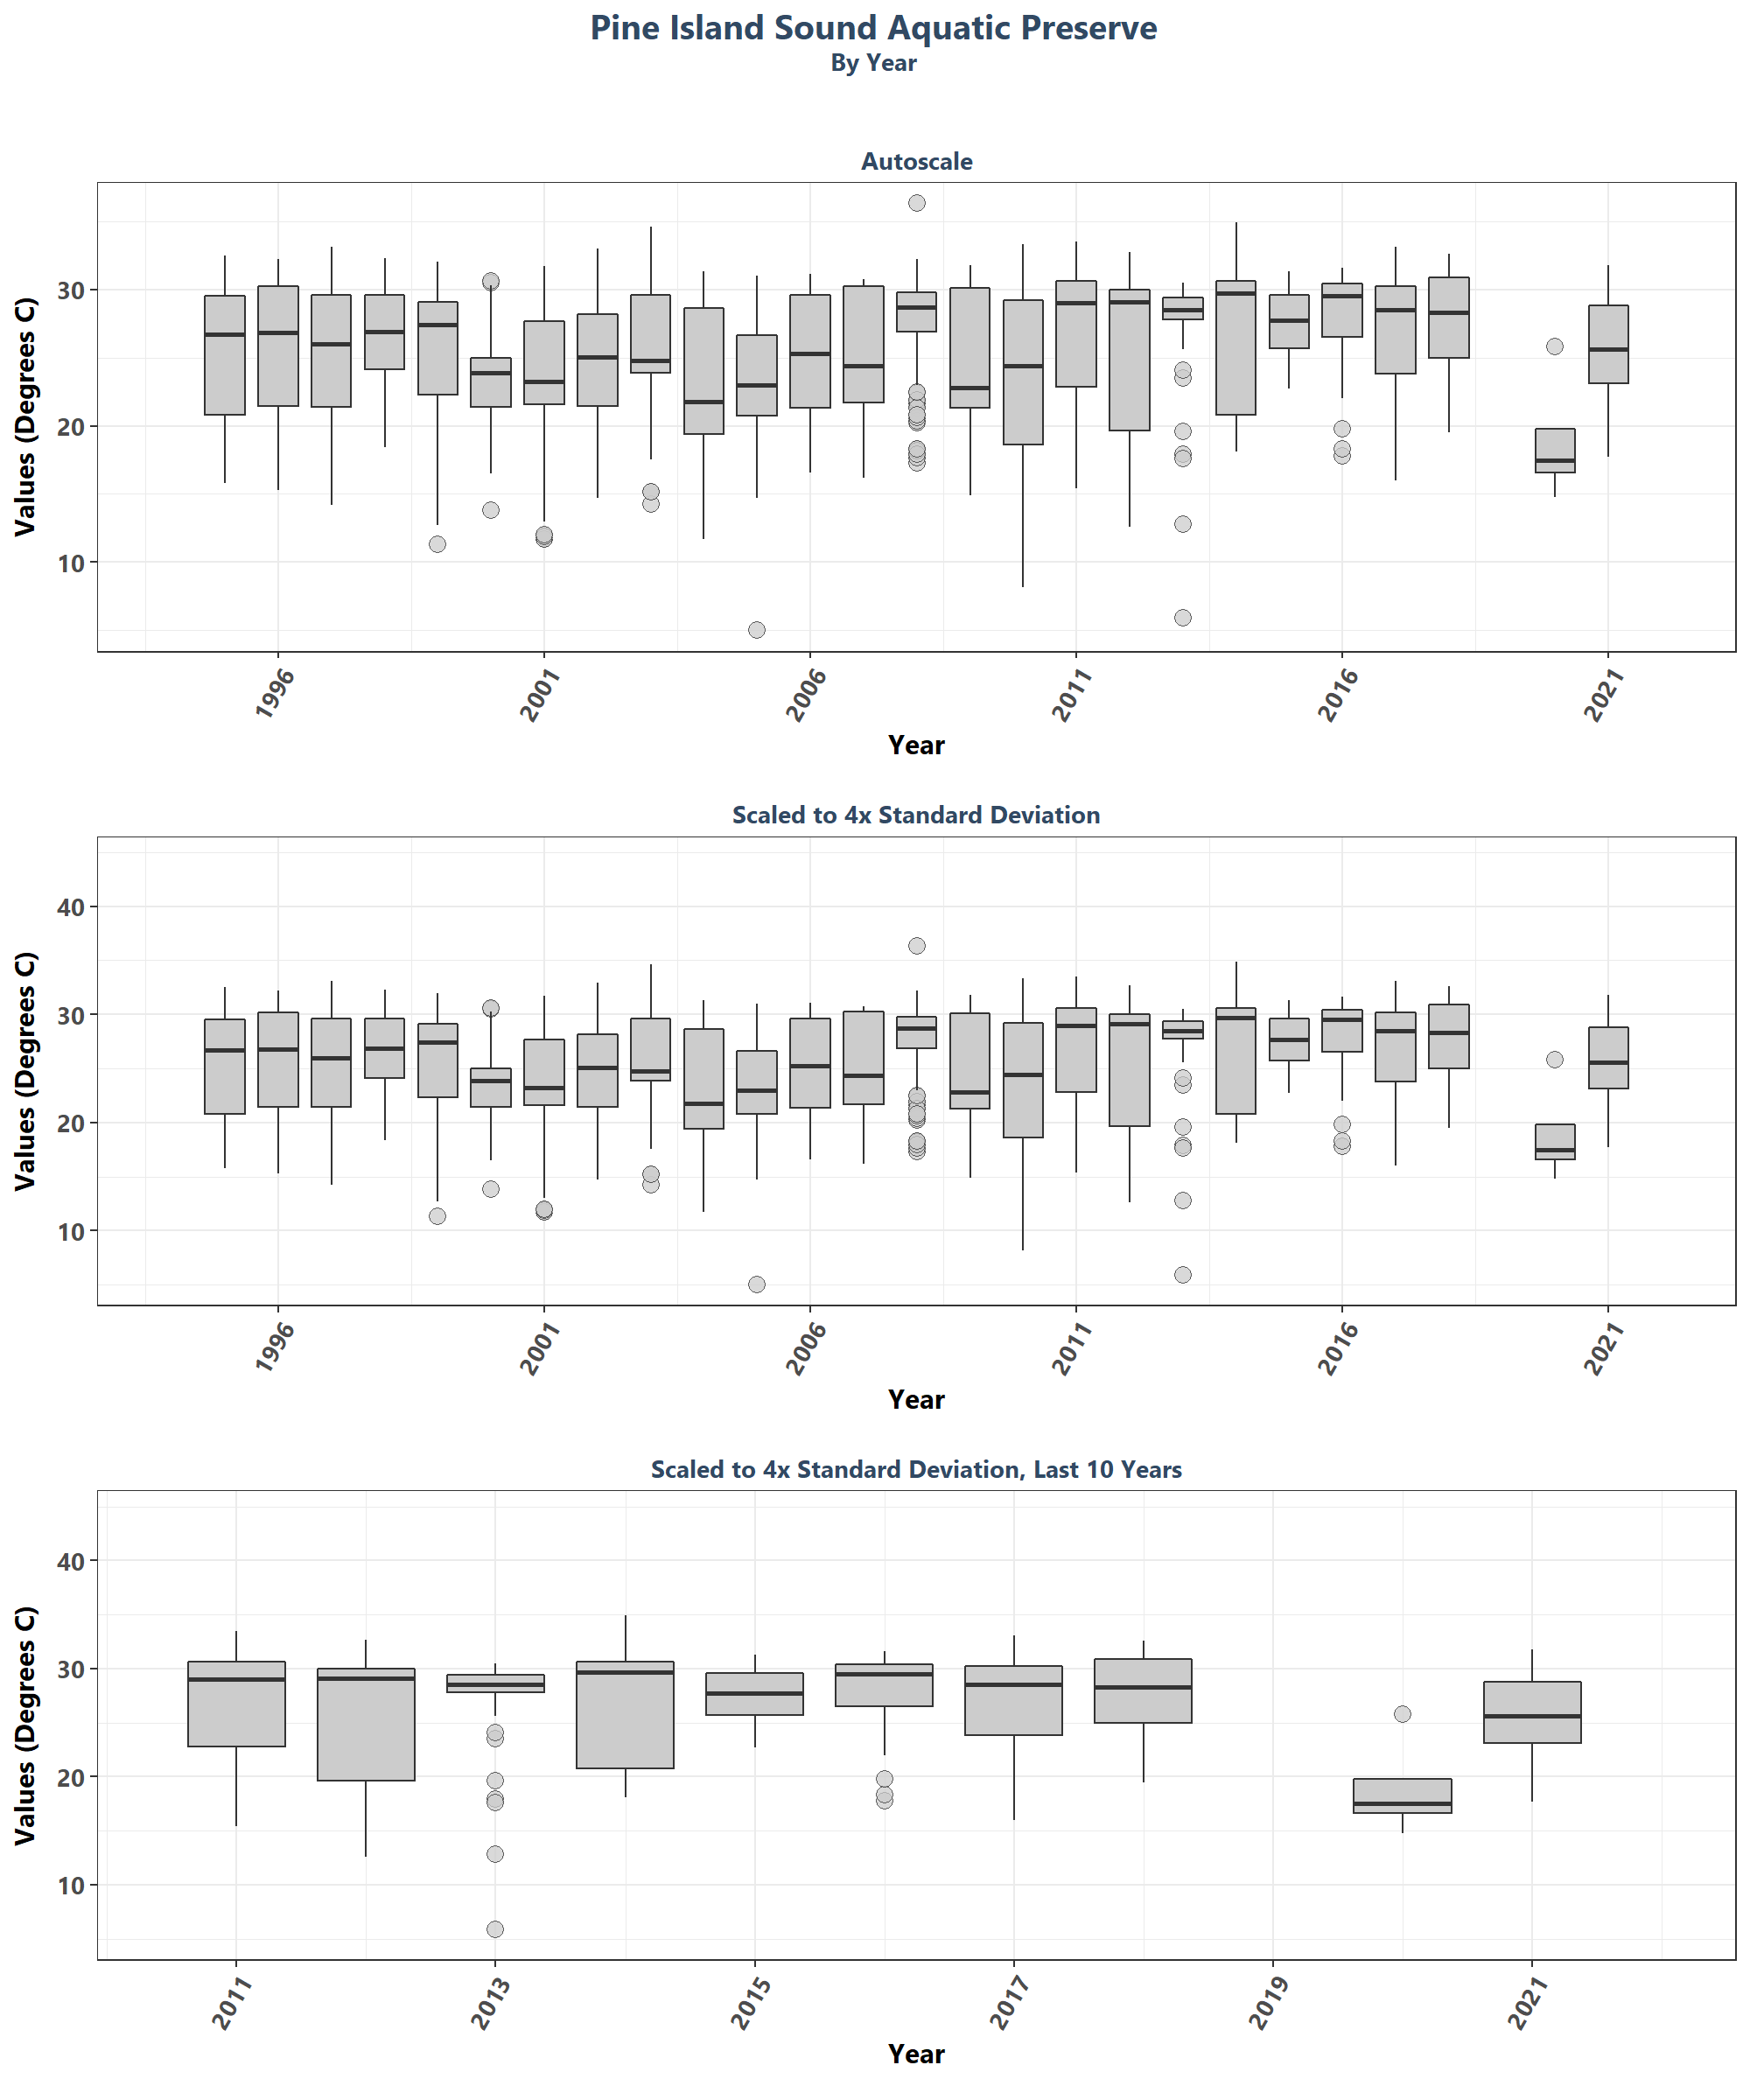 Pine Island Sound Aquatic Preserve
By Year
Autoscale
Values (Degrees C)
30
20
10
1996
2001
2006
2011
2016
2021
Year
Scaled to 4x Standard Deviation
Values (Degrees C)
40
30
20
10
1996
2001
2006
2011
2016
2021
Year
Scaled to 4x Standard Deviation, Last 10 Years
Values (Degrees C)
40
30
20
10
2011
2013
2015
2017
2019
2021
Year